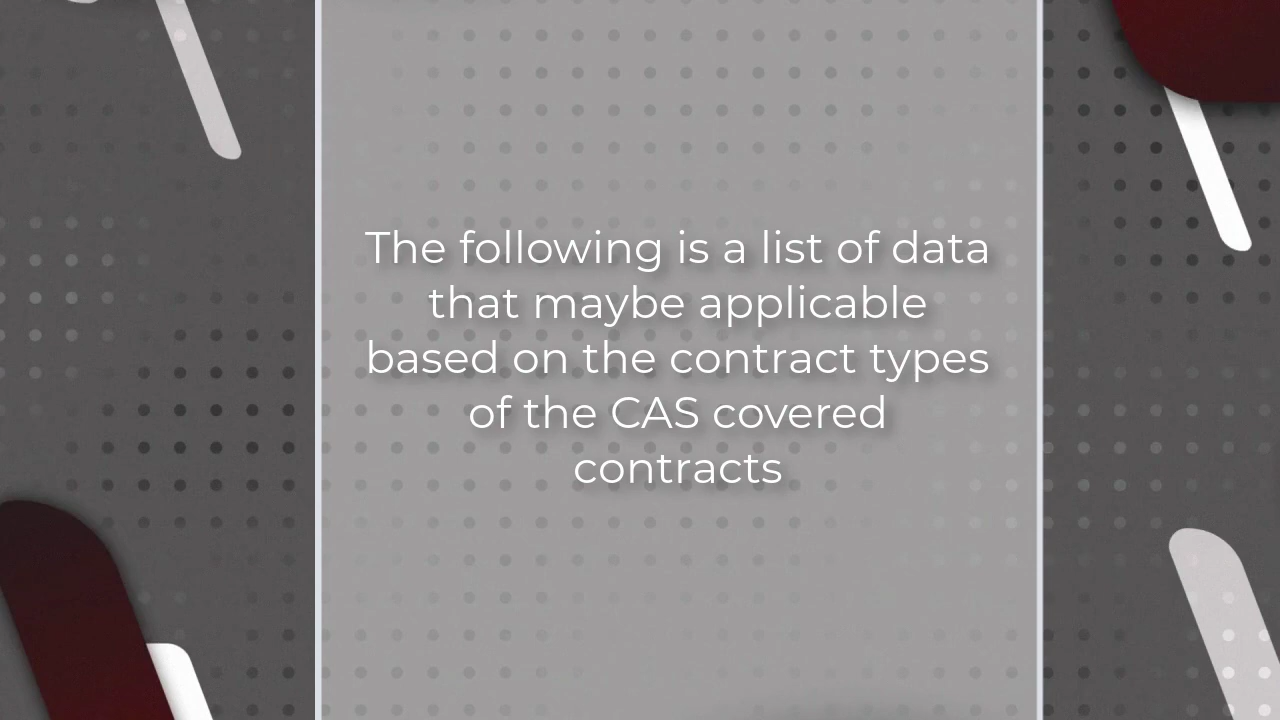 The following is a list of data
that maybe applicable
based on the contract types
of the CAS covered
contracts